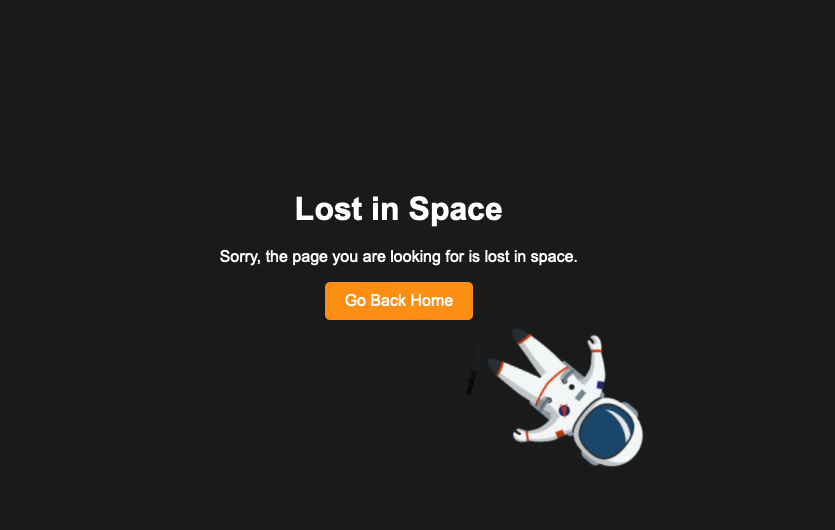 Lost in Space
Sorry, the page you are looking for is lost in space.
Go Back Home